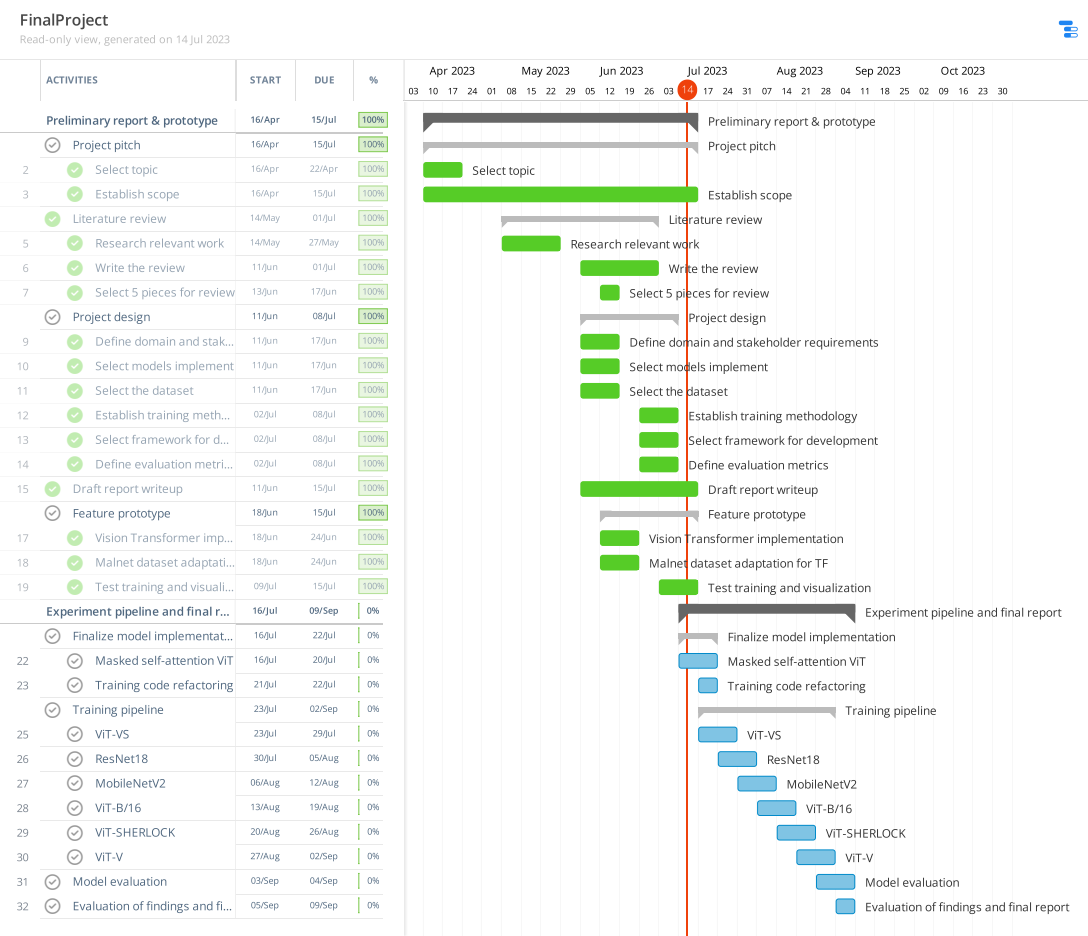 FinalProject
Read-only view, generated on 14 Jul 2023
ACTIVITIES START DUE %
Apr 2023 May 2023 Jun 2023 Jul 2023 Aug 2023 Sep 2023 Oct 2023
03 10 17 24 01 08 15 22 29 05 12 19 26 03 14 17 24 31 07 14 21 28 04 11 18 25 02 09 16 23 30
Preliminary report & prototype 16/Apr 15/Jul 100% Preliminary report & prototype
Project pitch 16/Apr 15/Jul 100% Project pitch
2 Select topic 16/Apr 22/Apr 100% Select topic
3 Establish scope 16/Apr 15/Jul 100% Establish scope
Literature review 14/May 01/Jul 100% Literature review
5 Research relevant work 14/May 27/May 100% Research relevant work
6 Write the review 11/Jun 01/Jul 100% Write the review
7 Select 5 pieces for review 13/Jun 17/Jun 100% Select 5 pieces for review
Project design 11/Jun 08/Jul 100% Project design
9 Define domain and stak... 11/Jun 17/Jun 100% Define domain and stakeholder requirements
10 Select models implement 11/Jun 17/Jun 100% Select models implement
11 Select the dataset 11/Jun 17/Jun 100% Select the dataset
12 Establish training meth... 02/Jul 08/Jul 100% Establish training methodology
13 Select framework for d... 02/Jul 08/Jul 100% Select framework for development
14 Define evaluation metri... 02/Jul 08/Jul 100% Define evaluation metrics
15 Draft report writeup 11/Jun 15/Jul 100% Draft report writeup
Feature prototype 18/Jun 15/Jul 100% Feature prototype
17 Vision Transformer imp... 18/Jun 24/Jun 100% Vision Transformer implementation
18 Malnet dataset adaptati... 18/Jun 24/Jun 100% Malnet dataset adaptation for TF
19 Test training and visuali... 09/Jul 15/Jul 100% Test training and visualization
Experiment pipeline and final r... 16/Jul 09/Sep 0% Experiment pipeline and final report
Finalize model implementat... 16/Jul 22/Jul 0% Finalize model implementation
22 Masked self-attention ViT 16/Jul 20/Jul 0% Masked self-attention ViT
23 Training code refactoring 21/Jul 22/Jul 0% Training code refactoring
Training pipeline 23/Jul 02/Sep 0% Training pipeline
25 ViT-VS 23/Jul 29/Jul 0% ViT-VS
26 ResNet18 30/Jul 05/Aug 0% ResNet18
27 MobileNetV2 06/Aug 12/Aug 0% MobileNetV2
28 ViT-B/16 13/Aug 19/Aug 0% ViT-B/16
29 ViT-SHERLOCK 20/Aug 26/Aug 0% ViT-SHERLOCK
30 ViT-V 27/Aug 02/Sep 0% ViT-V
31 Model evaluation 03/Sep 04/Sep 0% Model evaluation
32 Evaluation of findings and fi... 05/Sep 09/Sep 0% Evaluation of findings and final report